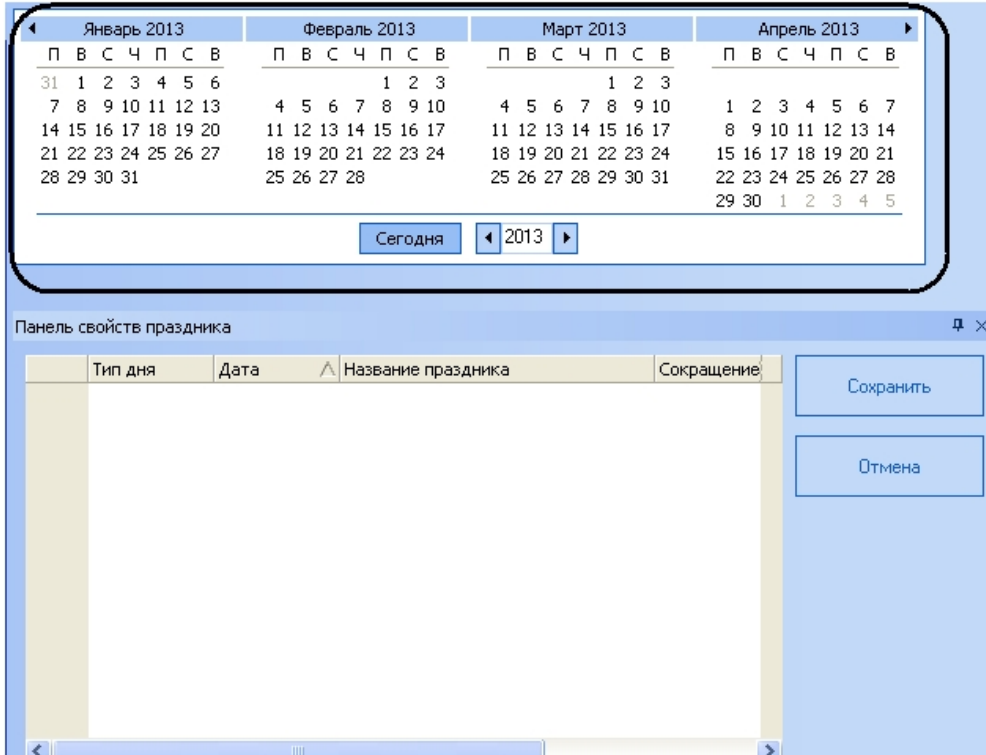 Январь 2013 Февраль 2013 Март 2013 Апрель 2013
П В С Ч П С В П В С Ч П С В П В С Ч П С В П В С Ч П С В
31 1 2 3 4 5 6 1 2 3 1 2 3
7 8 9 10 11 12 13 4 5 6 7 8 9 10 4 5 6 7 8 9 10 1 2 3 4 5 6 7
14 15 16 17 18 19 20 11 12 13 14 15 16 17 11 12 13 14 15 16 17 8 9 10 11 12 13 14
21 22 23 24 25 26 27 18 19 20 21 22 23 24 18 19 20 21 22 23 24 15 16 17 18 19 20 21
28 29 30 31 25 26 27 28 25 26 27 28 29 30 31 22 23 24 25 26 27 28
29 30 1 2 3 4 5
Сегодня 2013
Панель свойств праздника
Тип дня Дата Название праздника Сокращение
Сохранить
Отмена